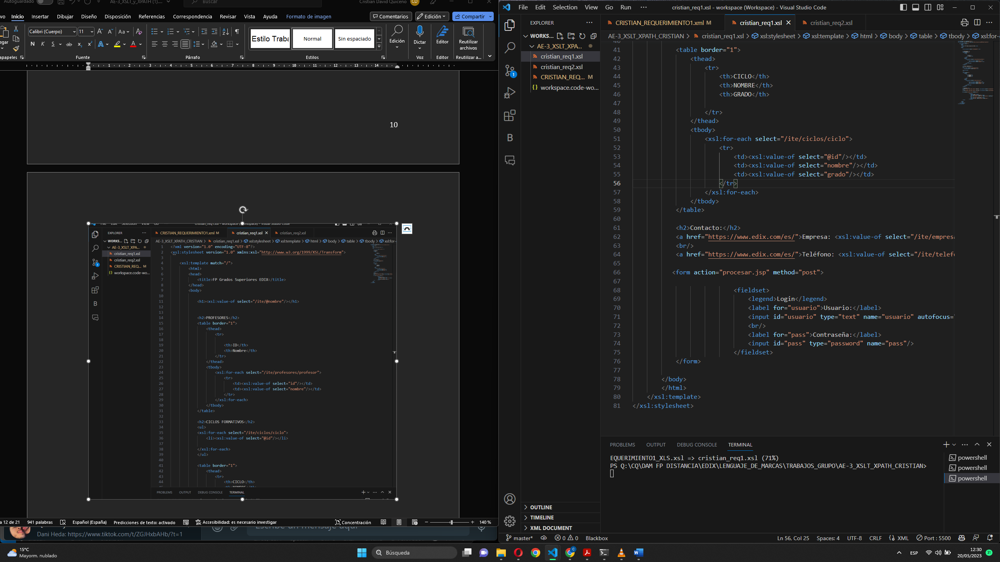 Autoguardado
AE-3_XSLT_y_XPATH (1)....
Buscar
Cristian David Quiceno
CD
Inicio Insertar Dibujar Diseño Disposición Referencias Correspondencia Revisar Vista Ayuda Formato de imagen
Comentarios Edición Compartir
Calibri (Cuerpo) 11
N K S
Fuente
Párrafo
Estilo Traba
Normal
Sin espaciado
Estilos
Edición
Dictar
Voz
Editor
Editor
Reutilizar
archivos
Reutilizar a...
1 2 3 4 5 6 7 8 9 10 11 12 13 14
10
EXPLORER
WORKS...
AE-3_XSLT_XPA...
cristian_req1.xsl
cristian_req2.xsl
CRISTIAN_REQ... M
workspace.code-wo...
CRISTIAN_REQUERIMIENTO1.xml M
cristian_req1.xsl
cristian_req2.xsl
AE-3_XSLT_XPATH_CRISTIAN > cristian_req1.xsl > xsl:stylesheet > xsl:template > html > body > table > tbody > xsl:for-
1 <?xml version="1.0" encoding="UTF-8"?>
2 <xsl:stylesheet version="1.0" xmlns:xsl="http://www.w3.org/1999/XSL/Transform">
3
4 <xsl:template match="/">
5 <html>
6 <head>
7 <title>FP Grados Superiores EDIX</title>
8 </head>
9 <body>
10
11 <h1><xsl:value-of select="/ite/@nombre"/></h1>
12
13
14 <h2>PROFESORES</h2>
15 <table border="1">
16 <thead>
17 <tr>
18
19 <th>ID</th>
20 <th>Nombre</th>
21 </tr>
22 </thead>
23 <tbody>
24 <xsl:for-each select="/ite/profesores/profesor">
25 <tr>
26 <td><xsl:value-of select="id"/></td>
27 <td><xsl:value-of select="nombre"/></td>
28 </tr>
29 </xsl:for-each>
30 </tbody>
31 </table>
32
33 <h2>CICLOS FORMATIVOS</h2>
34 <ul>
35 <xsl:for-each select="/ite/ciclos/ciclo">
36 <li><xsl:value-of select="@id"/></li>
37
38 </xsl:for-each>
39 </ul>
40
41 <table border="1">
42 <thead>
43 <tr>
44 <th>CICLO</th>
PROBLEMS OUTPUT DEBUG CONSOLE TERMINAL
12 de 21 941 palabras Español (España) Predicciones de texto: activado Accesibilidad: es necesario investigar Concentración 140 %
Dani Heda: https://www.tiktok.com/t/ZGJHxbAHb/?t=1
Escribe un mensaje aquí
File Edit Selection View Go Run
cristian_req1.xsl - workspace (Workspace) - Visual Studio Code
EXPLORER
WORKS...
AE-3_XSLT_XPA...
cristian_req1.xsl
cristian_req2.xsl
CRISTIAN_REQ... M
workspace.code-wo...
OUTLINE
TIMELINE
XML DOCUMENT
CRISTIAN_REQUERIMIENTO1.xml M
cristian_req1.xsl
cristian_req2.xsl
AE-3_XSLT_XPATH_CRISTIAN > cristian_req1.xsl > xsl:stylesheet > xsl:template > html > body > table > tbody > xsl:for-
40
41 <table border="1">
42 <thead>
43 <tr>
44 <th>CICLO</th>
45 <th>NOMBRE</th>
46 <th>GRADO</th>
47
48 </tr>
49 </thead>
50 <tbody>
51 <xsl:for-each select="/ite/ciclos/ciclo">
52 <tr>
53 <td><xsl:value-of select="@id"/></td>
54 <td><xsl:value-of select="nombre"/></td>
55 <td><xsl:value-of select="grado"/></td>
56 </tr>
57 </xsl:for-each>
58 </tbody>
59 </table>
60
61 <h2>Contacto:</h2>
62 <a href="https://www.edix.com/es/">Empresa: <xsl:value-of select="/ite/empresa
63 <br/>
64 <a href="https://www.edix.com/es/">Teléfono: <xsl:value-of select="/ite/telefo
65
66 <form action="procesar.jsp" method="post">
67
68 <fieldset>
69 <legend>Login</legend>
70 <label for="usuario">Usuario:</label>
71 <input id="usuario" type="text" name="usuario" autofocus="
72 <br/>
73 <label for="pass">Contraseña:</label>
74 <input id="pass" type="password" name="pass"/>
75 </fieldset>
76 </form>
77
78 </body>
79 </html>
80 </xsl:template>
81 </xsl:stylesheet>
PROBLEMS OUTPUT DEBUG CONSOLE TERMINAL
EQUERIMIENTO1_XLS.xsl => cristian_req1.xsl (71%)
PS Q:\CQ\DAM FP DISTANCIA\EDIX\LENGUAJE_DE_MARCAS\TRABAJOS_GRUPO\AE-3_XSLT_XPATH_CRISTIAN>
powershell
powershell
powershell
master* 0 0 Blackbox
Ln 56, Col 25 Spaces: 4 UTF-8 CRLF XML Port : 5500
15°C
Mayorm. nublado
Búsqueda
ESP
12:30
20/05/2023
31